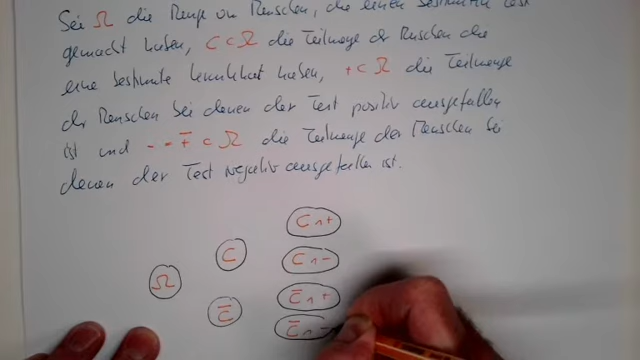 Sei Ω die Menge von Menschen, die einen bestimmten Test
gemacht haben, C ⊂ Ω die Teilmenge der Menschen die
eine bestimmte Krankheit haben, + ⊂ Ω die Teilmenge
der Menschen bei denen der Test positiv ausgefallen
ist und - = +̅ ⊂ Ω die Teilmenge der Menschen bei
denen der Test negativ ausgefallen ist.
C ∩ +
C
C ∩ -
Ω
C̅ ∩ +
C̅
C̅ ∩ -